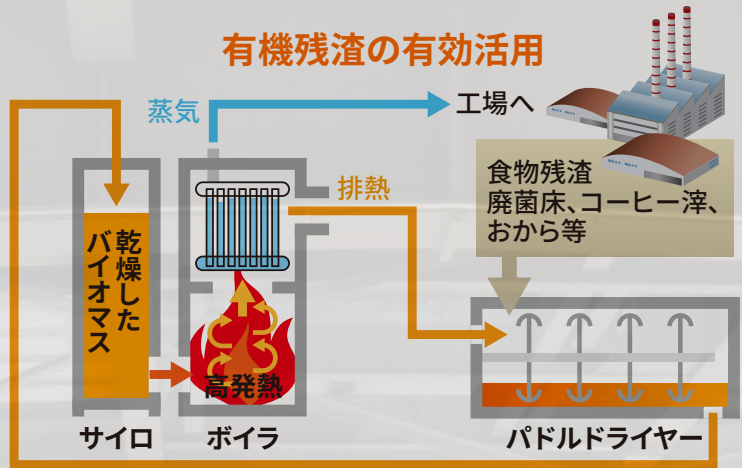 有機残渣の有効活用
蒸気
工場へ
排熱
食物残渣
廃菌床、コーヒー滓、
おから等
乾燥した
バイオマス
高発熱
サイロ
ボイラ
パドルドライヤー